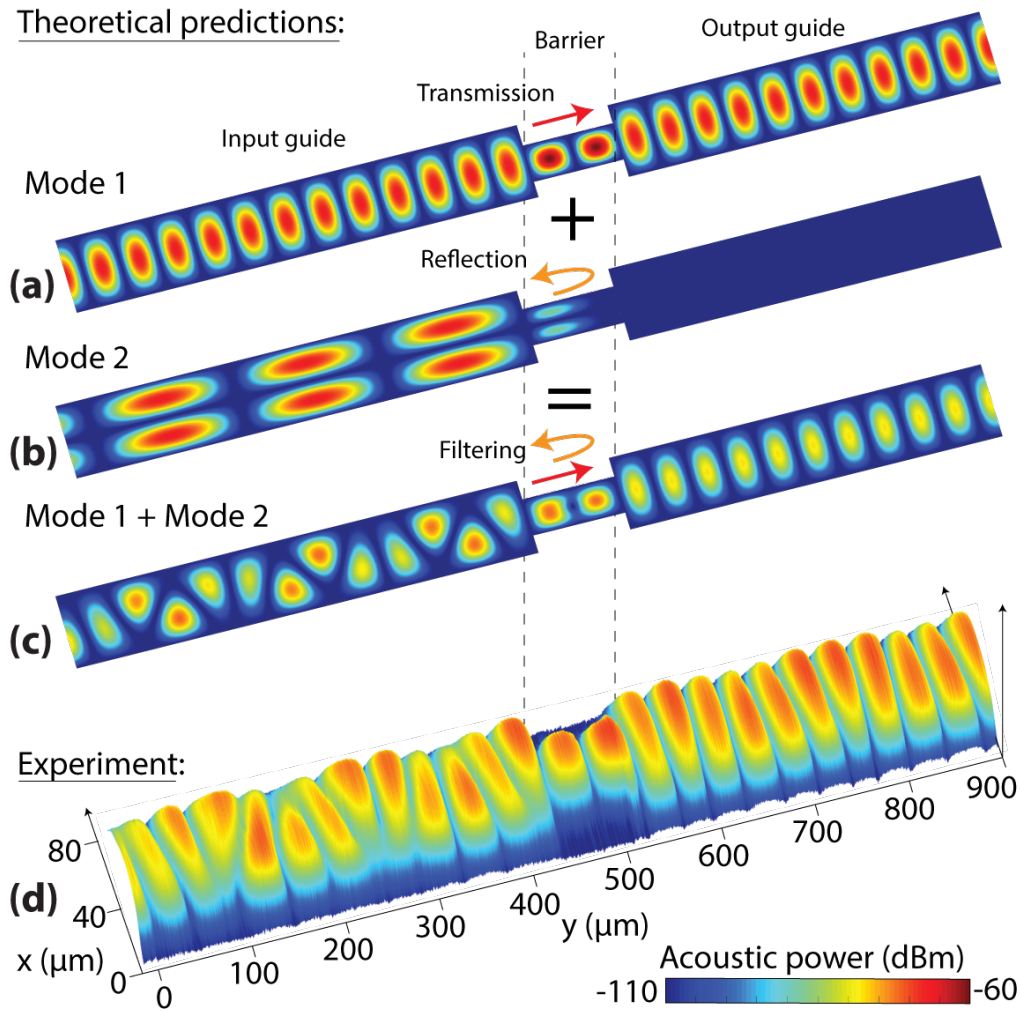 Theoretical predictions:
Barrier
Output guide
Transmission
Input guide
Mode 1
+
(a)
Reflection
Mode 2
=
(b)
Filtering
Mode 1 + Mode 2
(c)
Experiment:
80
40
0
x (μm)
(d)
0
100
200
300
400
500
600
700
800
900
y (μm)
Acoustic power (dBm)
-110
-60